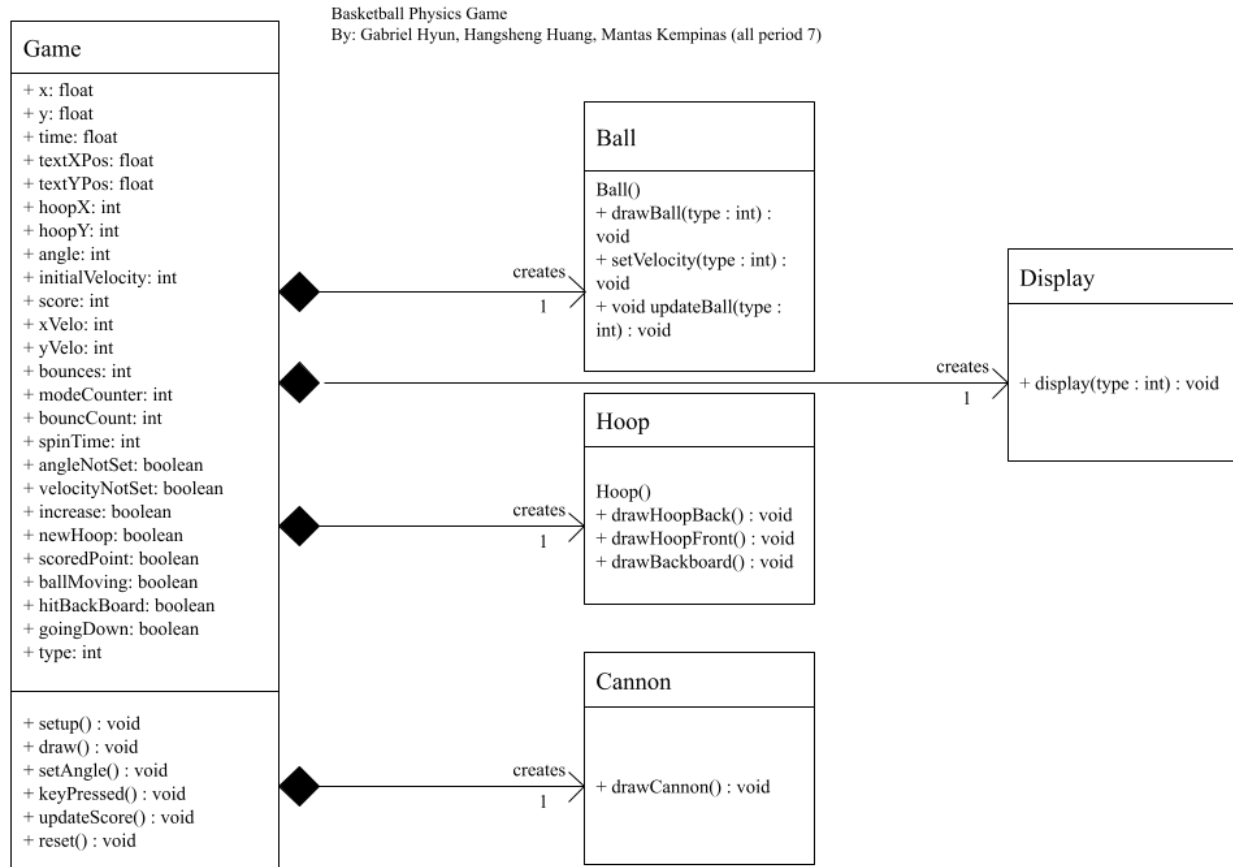 Basketball Physics Game
By: Gabriel Hyun, Hangsheng Huang, Mantas Kempinas (all period 7)
Game
+ x: float
+ y: float
+ time: float
+ textXPos: float
+ textYPos: float
+ hoopX: int
+ hoopY: int
+ angle: int
+ initialVelocity: int
+ score: int
+ xVelo: int
+ yVelo: int
+ bounces: int
+ modeCounter: int
+ bouncCount: int
+ spinTime: int
+ angleNotSet: boolean
+ velocityNotSet: boolean
+ increase: boolean
+ newHoop: boolean
+ scoredPoint: boolean
+ ballMoving: boolean
+ hitBackBoard: boolean
+ goingDown: boolean
+ type: int
+ setup() : void
+ draw() : void
+ setAngle() : void
+ keyPressed() : void
+ updateScore() : void
+ reset() : void
creates
1
Ball
Ball()
+ drawBall(type : int) :
void
+ setVelocity(type : int) :
void
+ void updateBall(type :
int) : void
creates
1
Display
+ display(type : int) : void
creates
1
Hoop
Hoop()
+ drawHoopBack() : void
+ drawHoopFront() : void
+ drawBackboard() : void
creates
1
Cannon
+ drawCannon() : void